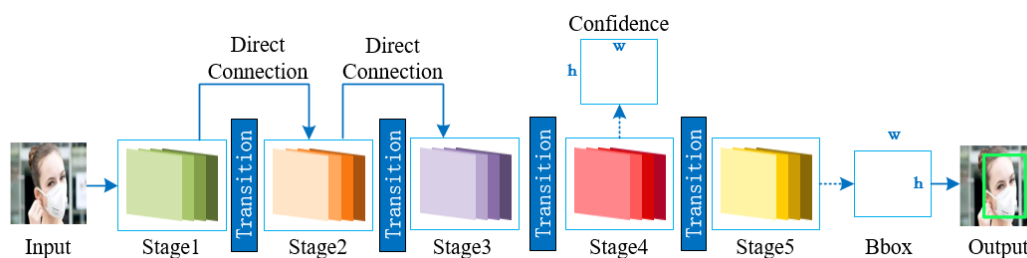 Confidence
w
h
Direct
Connection
Direct
Connection
Transition
Transition
Transition
Transition
w
h
Input
Stage1
Stage2
Stage3
Stage4
Stage5
Bbox
Output